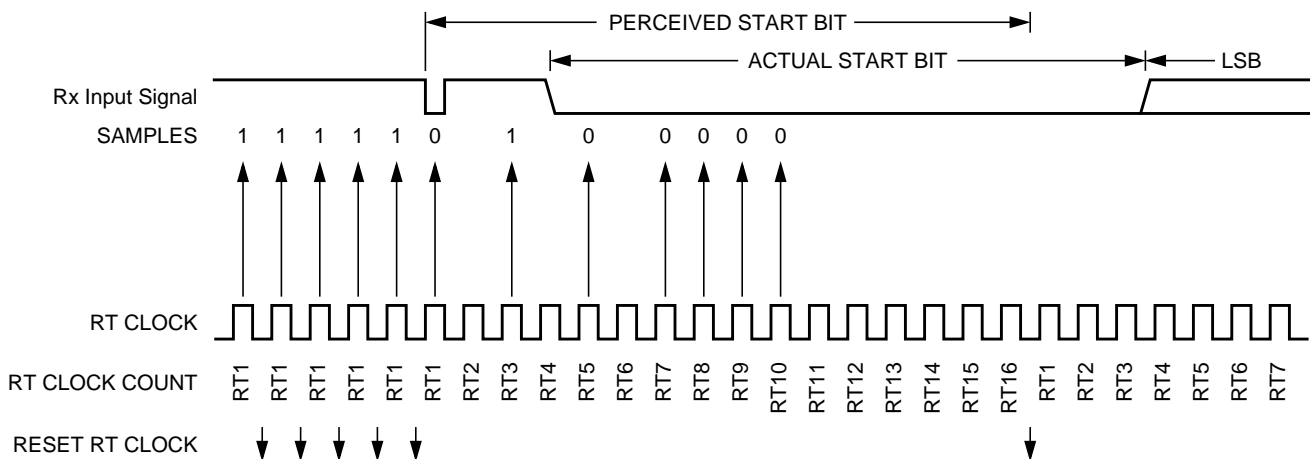 PERCEIVED START BIT
ACTUAL START BIT LSB
Rx Input Signal
SAMPLES 1 1 1 1 1 0 1 0 0 0 0 0
RT CLOCK
RT CLOCK COUNT RT1 RT1 RT1 RT1 RT1 RT1 RT2 RT3 RT4 RT5 RT6 RT7 RT8 RT9 RT10 RT11 RT12 RT13 RT14 RT15 RT16 RT1 RT2 RT3 RT4 RT5 RT6 RT7
RESET RT CLOCK